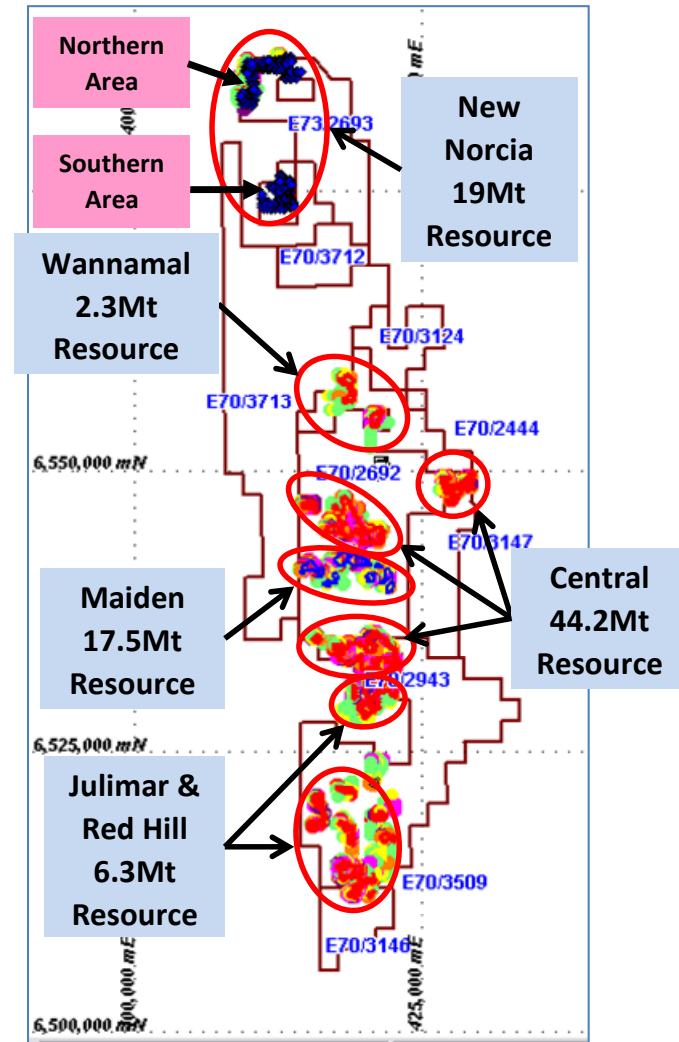 Northern
Area
Southern
Area
E73/2693
New
Norcia
19Mt
Resource
E70/3712
Wannamal
2.3Mt
Resource
E70/3124
E70/3713
E70/2444
6,550,000 mN
E70/2692
E70/3147
Central
44.2Mt
Resource
Maiden
17.5Mt
Resource
E70/2943
6,525,000 mN
Julimar &
Red Hill
6.3Mt
Resource
E70/3509
E70/3146
425,000 mE
6,500,000 mN